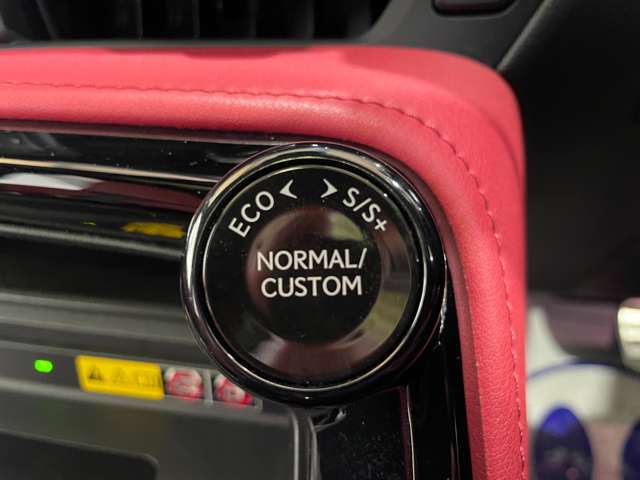 ECO < > S/S+
NORMAL/
CUSTOM